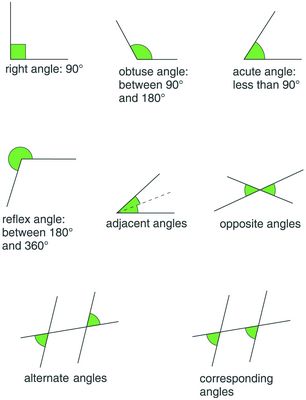 right angle: 90°
obtuse angle:
between 90°
and 180°
acute angle:
less than 90°
reflex angle:
between 180°
and 360°
adjacent angles
opposite angles
alternate angles
corresponding
angles